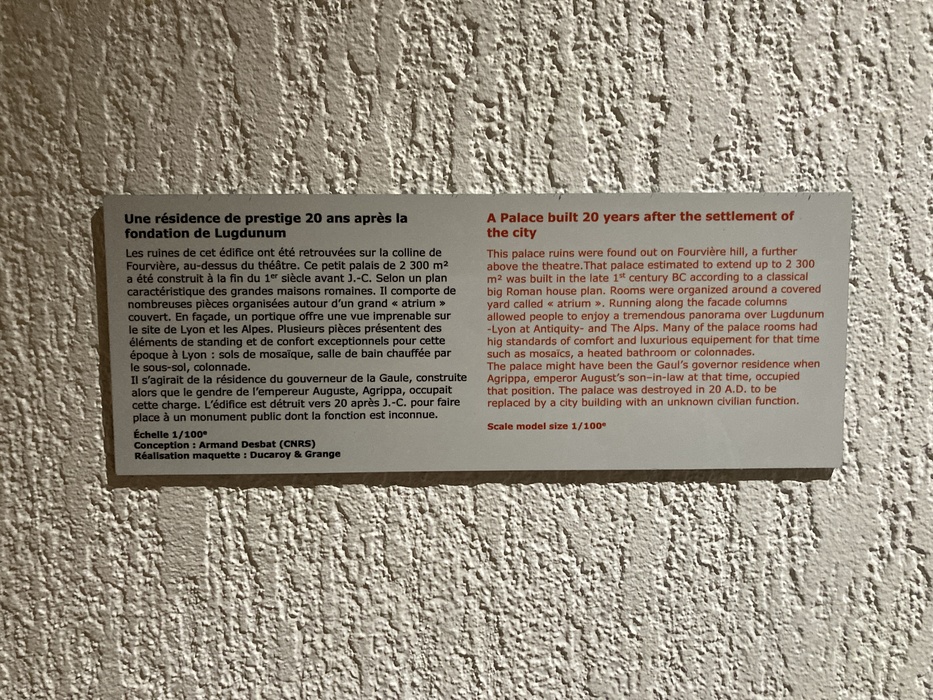 Une résidence de prestige 20 ans après la
fondation de Lugdunum
Les ruines de cet édifice ont été retrouvées sur la colline de
Fourvière, au-dessus du théâtre. Ce petit palais de 2 300 m²
a été construit à la fin du 1er siècle avant J.-C. Selon un plan
caractéristique des grandes maisons romaines. Il comporte de
nombreuses pièces organisées autour d'un grand « atrium »
couvert. En façade, un portique offre une vue imprenable sur
le site de Lyon et les Alpes. Plusieurs pièces présentent des
éléments de standing et de confort exceptionnels pour cette
époque à Lyon : sols de mosaïque, salle de bain chauffée par
le sous-sol, colonnade.
Il s'agirait de la résidence du gouverneur de la Gaule, construite
alors que le gendre de l'empereur Auguste, Agrippa, occupait
cette charge. L'édifice est détruit vers 20 après J.-C. pour faire
place à un monument public dont la fonction est inconnue.
Échelle 1/100e
Conception : Armand Desbat (CNRS)
Réalisation maquette : Ducaroy & Grange
A Palace built 20 years after the settlement of
the city
This palace ruins were found out on Fourvière hill, a further
above the theatre.That palace estimated to extend up to 2 300
m² was built in the late 1st century BC according to a classical
big Roman house plan. Rooms were organized around a covered
yard called « atrium ». Running along the facade columns
allowed people to enjoy a tremendous panorama over Lugdunum
-Lyon at Antiquity- and The Alps. Many of the palace rooms had
hig standards of comfort and luxurious equipement for that time
such as mosaïcs, a heated bathroom or colonnades.
The palace might have been the Gaul's governor residence when
Agrippa, emperor August's son-in-law at that time, occupied
that position. The palace was destroyed in 20 A.D. to be
replaced by a city building with an unknown civilian function.
Scale model size 1/100e